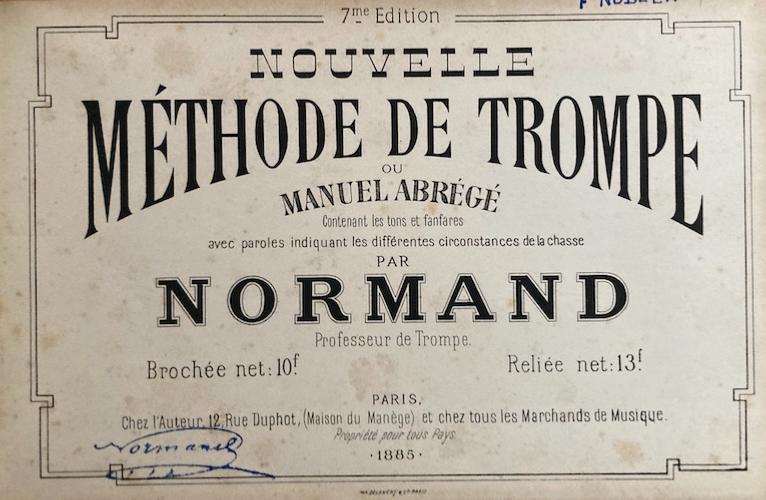 7me Edition
NOUVELLE
MÉTHODE DE TROMPE
OU
MANUEL ABRÉGÉ
Contenant les tons et fanfares
avec paroles indiquant les différentes circonstances de la chasse
PAR
NORMAND
Professeur de Trompe.
Brochée net: 10f. Reliée net: 13f.
PARIS,
Chez l'Auteur, 12, Rue Duphot, (Maison du Manège) et chez tous les Marchands de Musique.
Propriété pour tous Pays.
·1885·
Normand